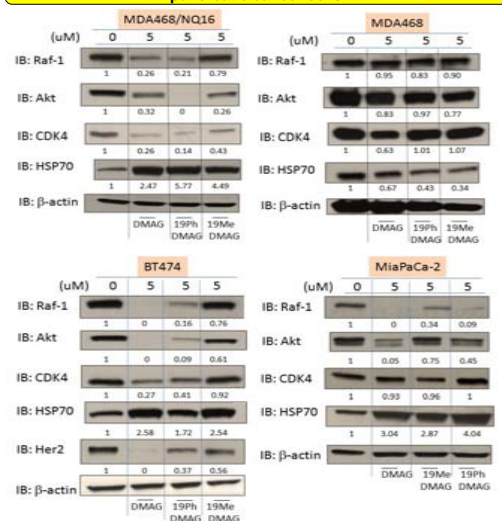 MDA468/NQ16
(uM) 0 5 5 5
IB: Raf-1
1 0.26 0.21 0.79
IB: Akt
1 0.32 0 0.26
IB: CDK4
1 0.26 0.14 0.43
IB: HSP70
1 2.47 5.77 4.49
IB: β-actin
DMAG 19Ph DMAG 19Me DMAG
MDA468
(uM) 0 5 5 5
IB: Raf-1
1 0.95 0.83 0.90
IB: Akt
1 0.83 0.97 0.77
IB: CDK4
1 0.63 1.01 1.07
IB: HSP70
1 0.67 0.43 0.34
IB: β-actin
DMAG 19Ph DMAG 19Me DMAG
BT474
(uM) 0 5 5 5
IB: Raf-1
1 0 0.16 0.76
IB: Akt
1 0 0.09 0.61
IB: CDK4
1 0.27 0.41 0.92
IB: HSP70
1 2.58 1.72 2.54
IB: Her2
1 0 0.37 0.56
IB: β-actin
DMAG 19Ph DMAG 19Me DMAG
MiaPaCa-2
(uM) 0 5 5 5
IB: Raf-1
1 0 0.34 0.09
IB: Akt
1 0.05 0.75 0.45
IB: CDK4
1 0.93 0.96 1
IB: HSP70
1 3.04 2.87 4.04
IB: β-actin
DMAG 19Me DMAG 19Ph DMAG